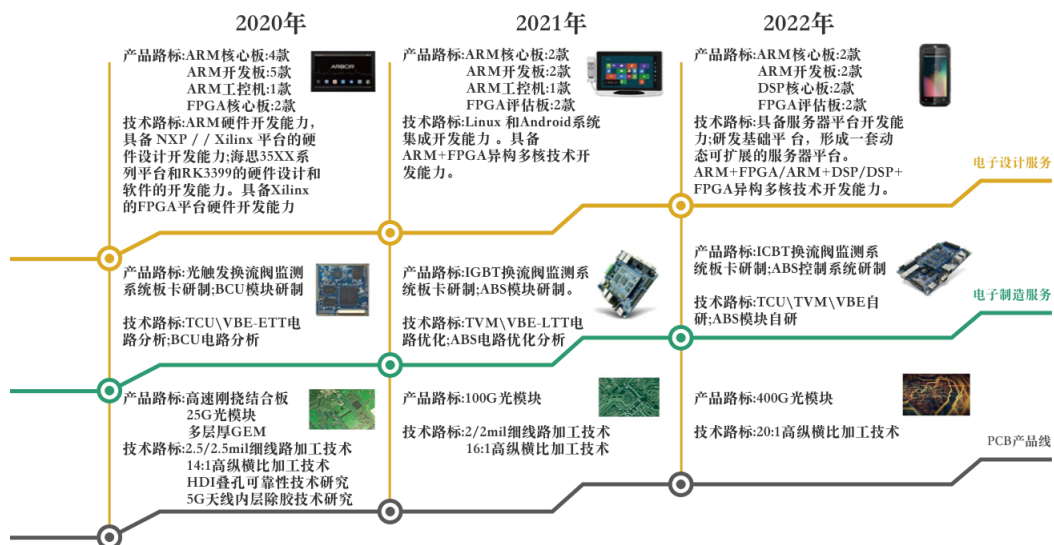 2020年
2021年
2022年
产品路标:ARM核心板:4款
ARM开发板:5款
ARM工控机:1款
FPGA核心板:2款
技术路标:ARM硬件开发能力,
具备 NXP / / Xilinx 平台的硬
件设计开发能力;海思35XX系
列平台和RK3399的硬件设计和
软件的开发能力。具备Xilinx
的FPGA平台硬件开发能力
ARBOR
产品路标:ARM核心板:2款
ARM开发板:2款
ARM工控机:1款
FPGA评估板:2款
技术路标:Linux 和Android系统
集成开发能力 。具备
ARM+FPGA异构多核技术开
发能力。
产品路标:ARM核心板:2款
ARM开发板:2款
DSP核心板:2款
FPGA评估板:2款
技术路标:具备服务器平台开发能
力;研发基础平 台，形成一套动
态可扩展的服务器平台。
ARM+FPGA/ARM+DSP/DSP+
FPGA异构多核技术开发能力。
电子设计服务
产品路标:光触发换流阀监测
系统板卡研制;BCU模块研制
技术路标:TCU\VBE-ETT电
路分析;BCU电路分析
产品路标:IGBT换流阀监测系
统板卡研制;ABS模块研制。
技术路标:TVM\VBE-LTT电
路优化;ABS电路优化分析
产品路标:ICBT换流阀监测系
统板卡研制;ABS控制系统研制
技术路标:TCU\TVM\VBE自
研;ABS模块自研
电子制造服务
产品路标:高速刚挠结合板
25G光模块
多层厚GEM
技术路标:2.5/2.5mil细线路加工技术
14:1高纵横比加工技术
HDI叠孔可靠性技术研究
5G天线内层除胶技术研究
产品路标:100G光模块
技术路标:2/2mil细线路加工技术
16:1高纵横比加工技术
产品路标:400G光模块
技术路标:20:1高纵横比加工技术
PCB产品线